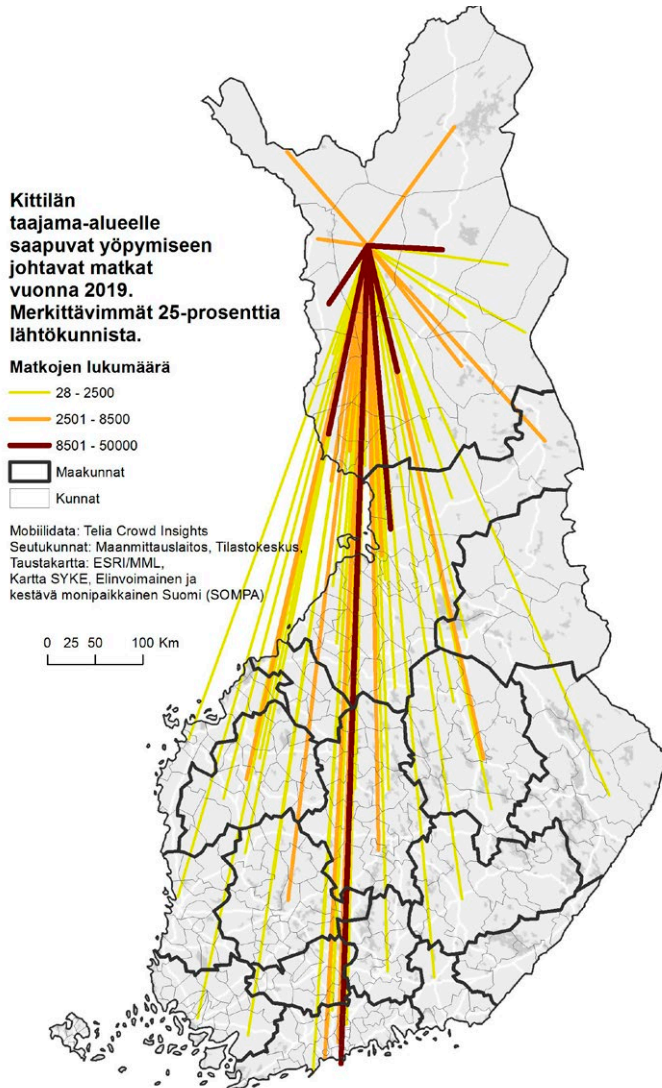 Kittilän
taajama-alueelle
saapuvat yöpymiseen
johtavat matkat
vuonna 2019.
Merkittävimmät 25-prosenttia
lähtökunnista.
Matkojen lukumäärä
28 - 2500
2501 - 8500
8501 - 50000
Maakunnat
Kunnat
Mobiilidata: Telia Crowd Insights
Seutukunnat: Maanmittauslaitos, Tilastokeskus,
Taustakartta: ESRI/MML,
Kartta SYKE, Elinvoimainen ja
kestävä monipaikkainen Suomi (SOMPA)
0 25 50 100 Km